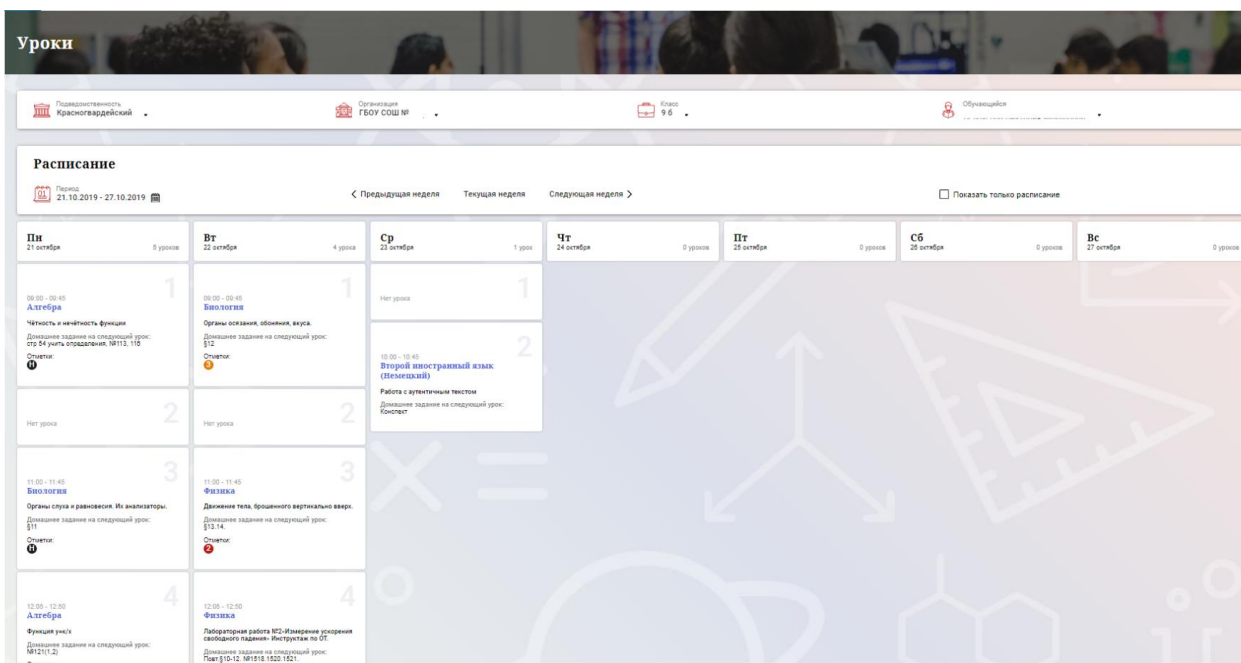 Уроки
Подведомственность
Красногвардейский
Организация
ГБОУ СОШ №
Класс
9 б
Обучающийся
Расписание
Период
21.10.2019 - 27.10.2019
Предыдущая неделя
Текущая неделя
Следующая неделя
Показать только расписание
Пн
21 октября
5 уроков
Вт
22 октября
4 урока
Ср
23 октября
1 урок
Чт
24 октября
0 уроков
Пт
25 октября
0 уроков
Сб
26 октября
0 уроков
Вс
27 октября
0 уроков
1
09:00 - 09:45
Алгебра
Чётность и нечётность функции
Домашнее задание на следующий урок:
стр 54 учить определения, №113, 116
Отметки:
Н
2
Нет урока
3
11:00 - 11:45
Биология
Органы слуха и равновесия. Их анализаторы.
Домашнее задание на следующий урок:
§11
Отметки:
Н
4
12:05 - 12:50
Алгебра
Функция y=к/х
Домашнее задание на следующий урок:
№121(1,2)
1
09:00 - 09:45
Биология
Органы осязания, обоняния, вкуса.
Домашнее задание на следующий урок:
§12
Отметки:
3
2
Нет урока
3
11:00 - 11:45
Физика
Движение тела, брошенного вертикально вверх.
Домашнее задание на следующий урок:
§13.14.
Отметки:
2
4
12:05 - 12:50
Физика
Лабораторная работа №2«Измерение ускорения
свободного падения» Инструктаж по ОТ.
Домашнее задание на следующий урок:
Повт.§10-12. №1518.1520.1521.
1
Нет урока
2
10:00 - 10:45
Второй иностранный язык
(Немецкий)
Работа с аутентичным текстом
Домашнее задание на следующий урок:
Конспект